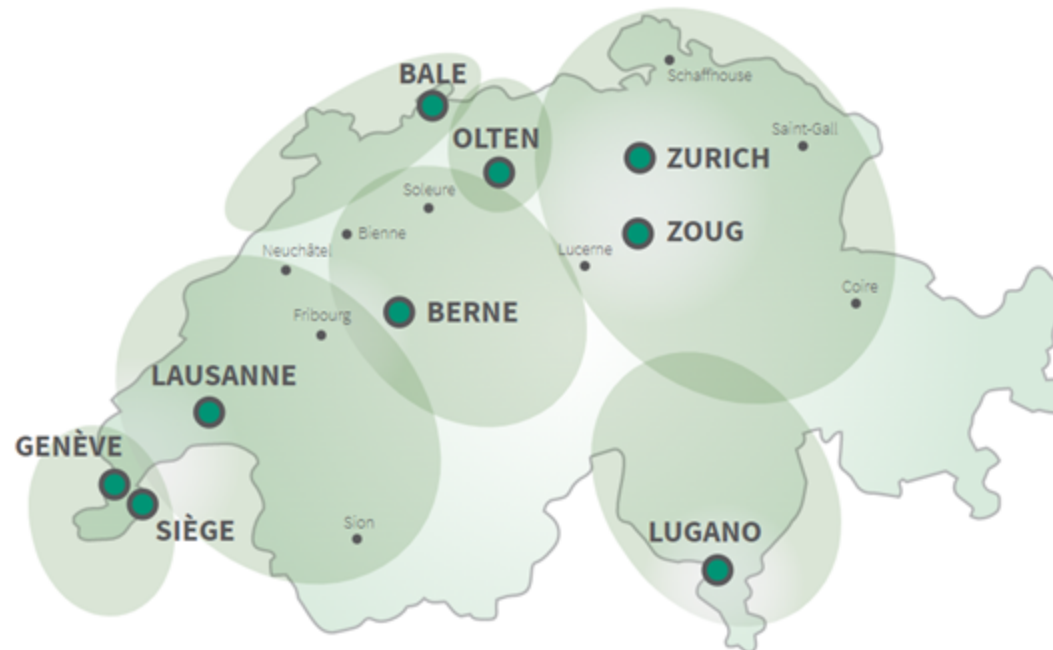 BALE
Schaffhouse
OLTEN
Saint-Gall
ZURICH
Soleure
Bienne
ZOUG
Neuchâtel
Lucerne
Coire
Fribourg
BERNE
LAUSANNE
GENÈVE
SIÈGE
Sion
LUGANO